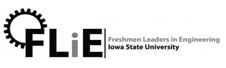 FLiE
Freshmen Leaders in Engineering
Iowa State University